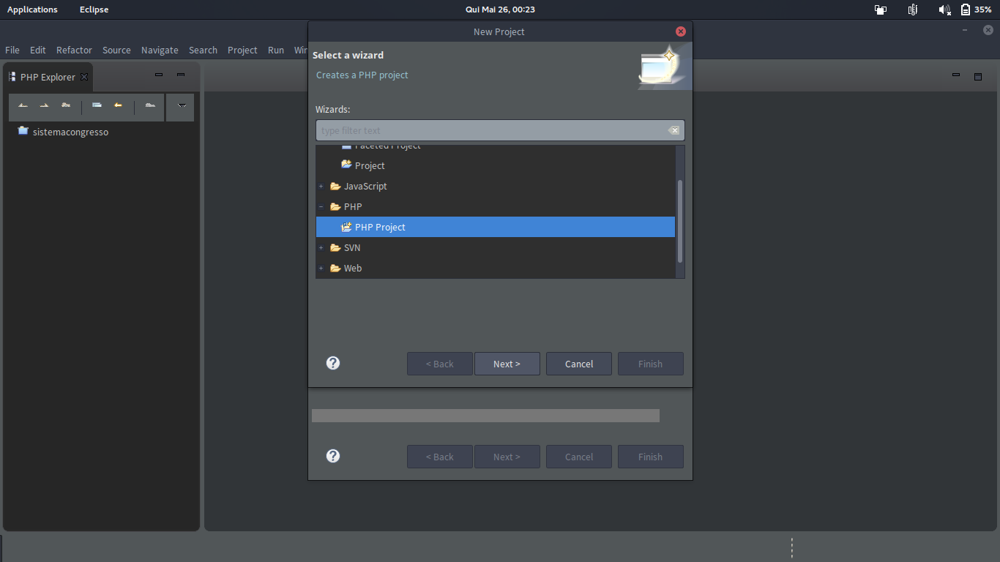 Applications Eclipse Qui Mai 26, 00:23 35%
New Project
File Edit Refactor Source Navigate Search Project Run Win
Select a wizard
Creates a PHP project
PHP Explorer
Wizards:
type filter text
sistemacongresso
Faceted Project
Project
JavaScript
PHP
PHP Project
SVN
Web
? < Back Next > Cancel Finish
? < Back Next > Cancel Finish